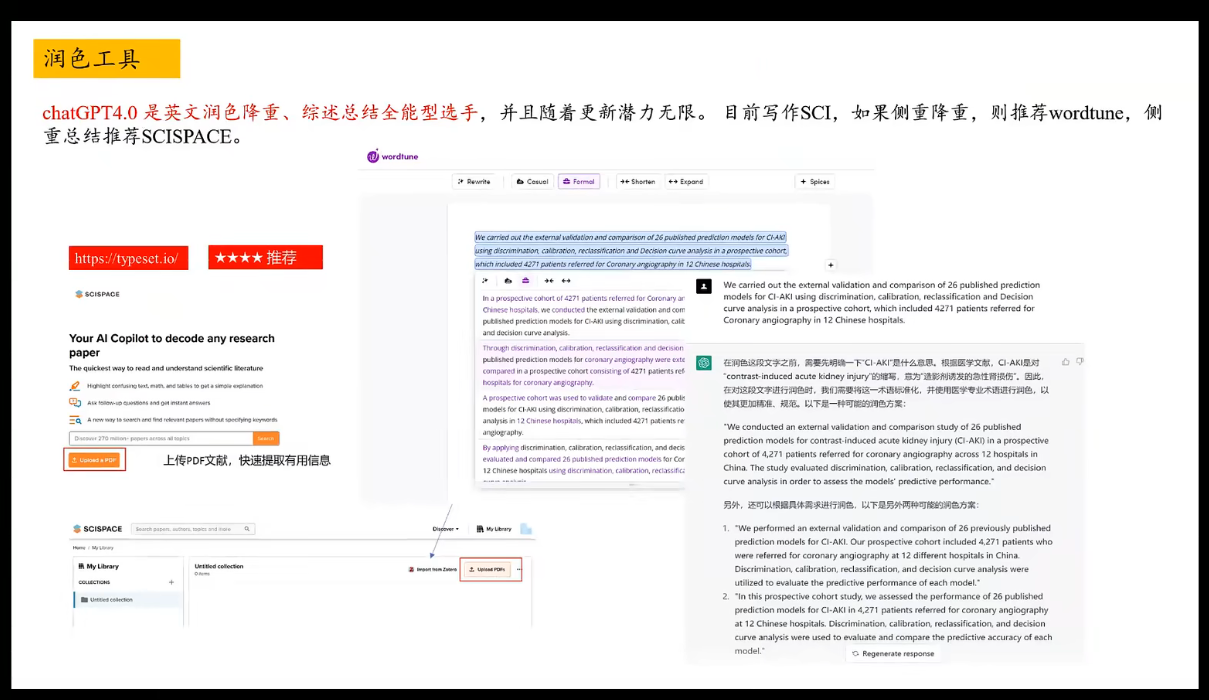 润色工具
chatGPT4.0 是英文润色降重、综述总结全能型选手，并且随着更新潜力无限。 目前写作SCI，如果侧重降重，则推荐wordtune，侧
重总结推荐SCISPACE。
wordtune
Rewrite Casual Formal Shorten Expand Spices
We carried out the external validation and comparison of 26 published prediction models for CI-AKI
using discrimination, calibration, reclassification and Decision curve analysis in a prospective cohort,
which included 4271 patients referred for Coronary angiography in 12 Chinese hospitals.
In a prospective cohort of 4271 patients referred for Coronary ar
Chinese hospitals, we conducted the external validation and com
published prediction models for CI-AKI using discrimination, calib
and decision curve analysis.
Through discrimination, calibration, reclassification and decision
published prediction models for coronary angiography were exte
compared in a prospective cohort consisting of 4271 patients ref
hospitals for coronary angiography.
A prospective cohort was used to validate and compare 26 publis
models for CI-AKI using discrimination, calibration, reclassificatio
analysis in 12 Chinese hospitals, which included 4271 patients re
angiography.
By applying discrimination, calibration, reclassification, and decis
evaluated and compared 26 published prediction models for Cor
12 Chinese hospitals using discrimination, calibration, reclassifica
https://typeset.io/
★★★★ 推荐
SCISPACE
Your AI Copilot to decode any research
paper
The quickest way to read and understand scientific literature
Highlight confusing text, math, and tables to get a simple explanation
Ask follow-up questions and get instant answers
A new way to search and find relevant papers without specifying keywords
Discover 270 million+ papers across all topics Search
Upload a PDF
上传PDF文献，快速提取有用信息
SCISPACE Search papers, authors, topics and more Discover My Library
Home / My Library
My Library
COLLECTIONS +
Untitled collection
Untitled collection
0 items
Import from Zotero Upload PDFs
We carried out the external validation and comparison of 26 published prediction
models for CI-AKI using discrimination, calibration, reclassification and Decision
curve analysis in a prospective cohort, which included 4271 patients referred for
Coronary angiography in 12 Chinese hospitals.
在润色这段文字之前，需要先明确一下"CI-AKI"是什么意思。根据医学文献，CI-AKI是对
"contrast-induced acute kidney injury"的缩写，意为"造影剂诱发的急性肾损伤"。因此，
在对这段文字进行润色时，我们需要将这一术语标准化，并使用医学专业术语进行润色，以
使其更加精准、规范。以下是一种可能的润色方案：
"We conducted an external validation and comparison study of 26 published
prediction models for contrast-induced acute kidney injury (CI-AKI) in a prospective
cohort of 4,271 patients referred for coronary angiography across 12 hospitals in
China. The study evaluated discrimination, calibration, reclassification, and decision
curve analysis in order to assess the models' predictive performance."
另外，还可以根据具体需求进行润色，以下是另外两种可能的润色方案：
1. "We performed an external validation and comparison of 26 previously published
prediction models for CI-AKI. Our prospective cohort included 4,271 patients who
were referred for coronary angiography at 12 different hospitals in China.
Discrimination, calibration, reclassification, and decision curve analysis were
utilized to evaluate the predictive performance of each model."
2. "In this prospective cohort study, we assessed the performance of 26 published
prediction models for CI-AKI in 4,271 patients referred for coronary angiography
at 12 Chinese hospitals. Discrimination, calibration, reclassification, and decision
curve analysis were used to evaluate and compare the predictive accuracy of each
model."
Regenerate response